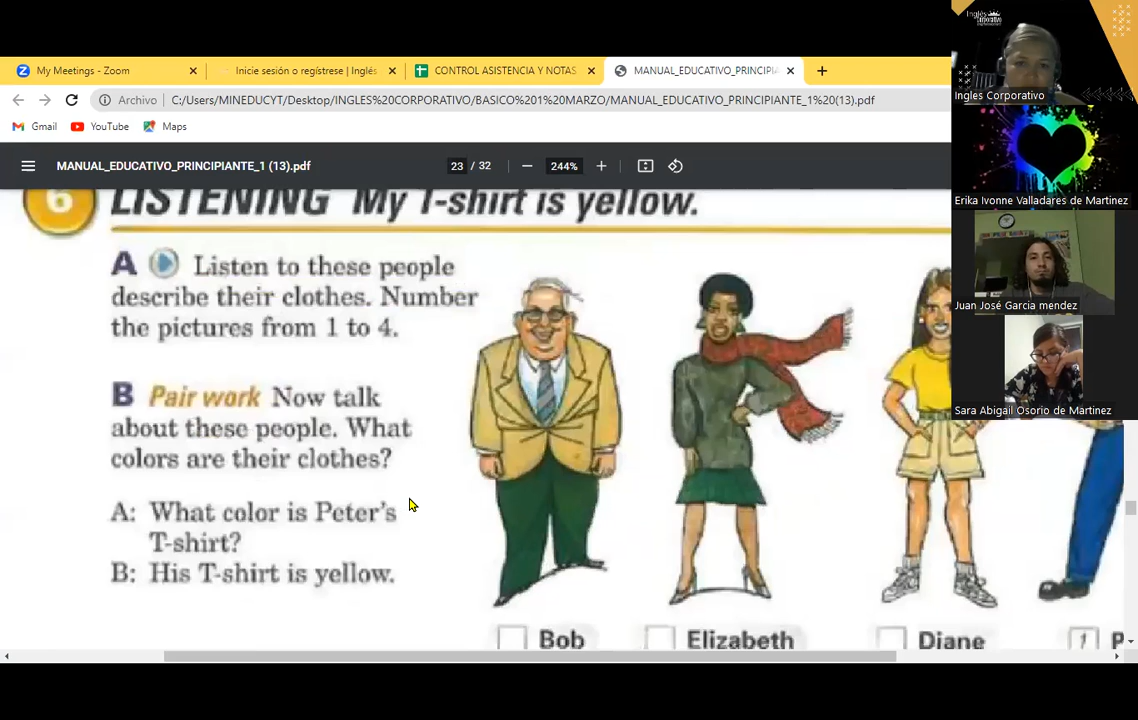 My Meetings - Zoom
Inicie sesión o regístrese | Inglés
CONTROL ASISTENCIA Y NOTAS
MANUAL_EDUCATIVO_PRINCIPIA
Archivo
C:/Users/MINEDUCYT/Desktop/INGLES%20CORPORATIVO/BASICO%201%20MARZO/MANUAL_EDUCATIVO_PRINCIPIANTE_1%20(13).pdf
Gmail
YouTube
Maps
MANUAL_EDUCATIVO_PRINCIPIANTE_1 (13).pdf
23 / 32
244%
6 LISTENING My T-shirt is yellow.
A Listen to these people
describe their clothes. Number
the pictures from 1 to 4.
B Pair work Now talk
about these people. What
colors are their clothes?
A: What color is Peter's
T-shirt?
B: His T-shirt is yellow.
Bob
Elizabeth
Diane
1 P
Inglés
Corporativo
Ingles Corporativo
Erika Ivonne Valladares de Martinez
Juan José Garcia mendez
Sara Abigail Osorio de Martinez